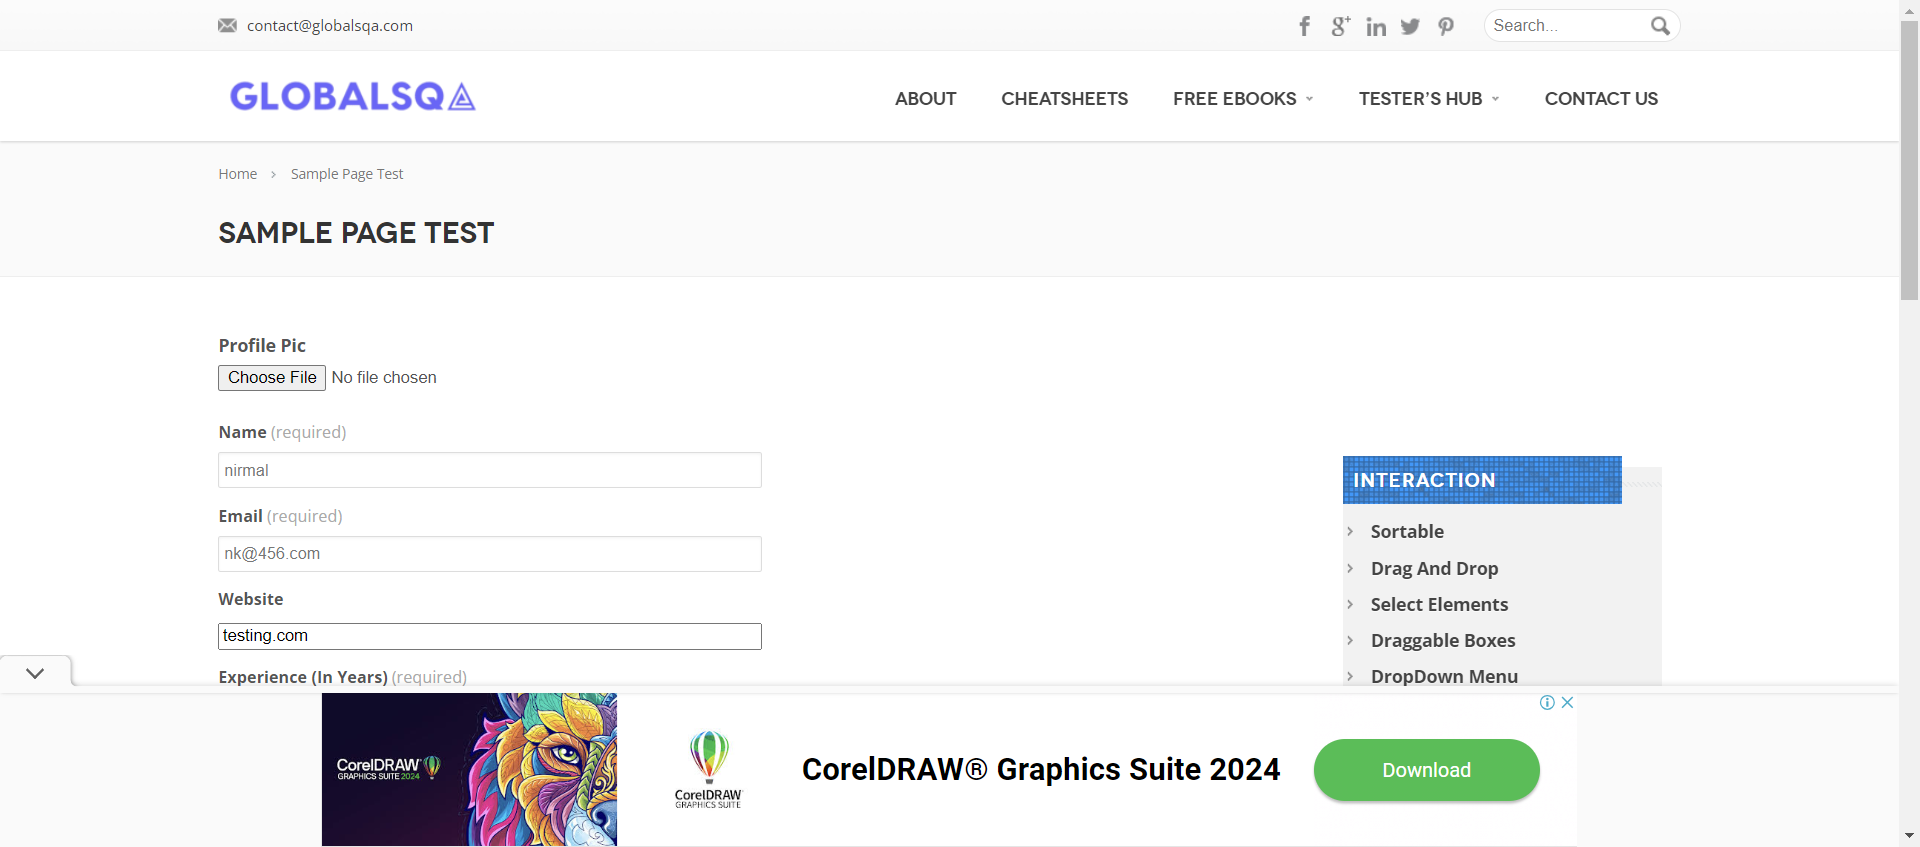 contact@globalsqa.com
Search...
GLOBALSQA
ABOUT CHEATSHEETS FREE EBOOKS TESTER'S HUB CONTACT US
Home › Sample Page Test
SAMPLE PAGE TEST
Profile Pic
Choose File No file chosen
Name (required)
nirmal
Email (required)
nk@456.com
Website
testing.com
Experience (In Years) (required)
INTERACTION
Sortable
Drag And Drop
Select Elements
Draggable Boxes
DropDown Menu
CorelDRAW®
GRAPHICS SUITE 2024
CorelDRAW®
GRAPHICS SUITE
CorelDRAW® Graphics Suite 2024
Download